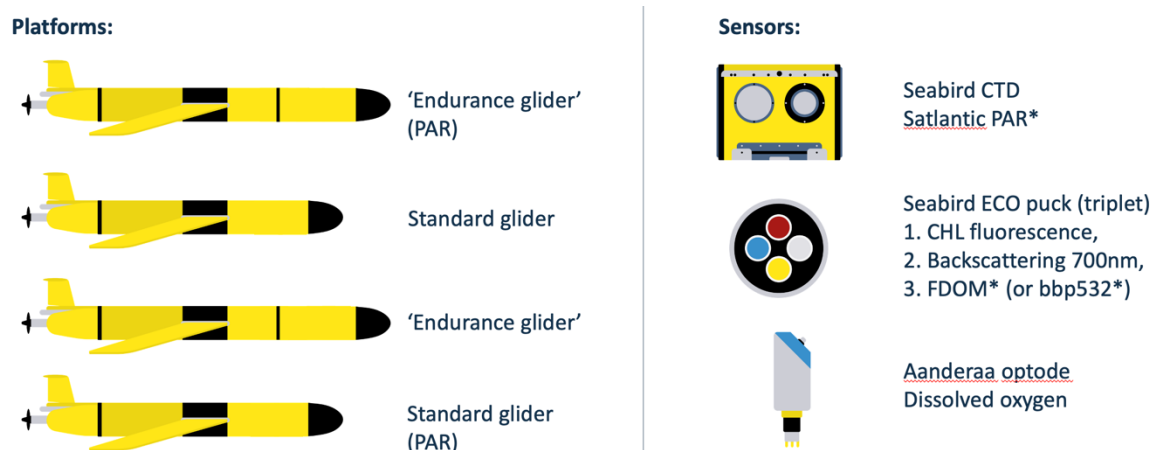 Platforms:
'Endurance glider'
(PAR)
Standard glider
'Endurance glider'
Standard glider
(PAR)
Sensors:
Seabird CTD
Satlantic PAR*
Seabird ECO puck (triplet)
1. CHL fluorescence,
2. Backscattering 700nm,
3. FDOM* (or bbp532*)
Aanderaa optode
Dissolved oxygen